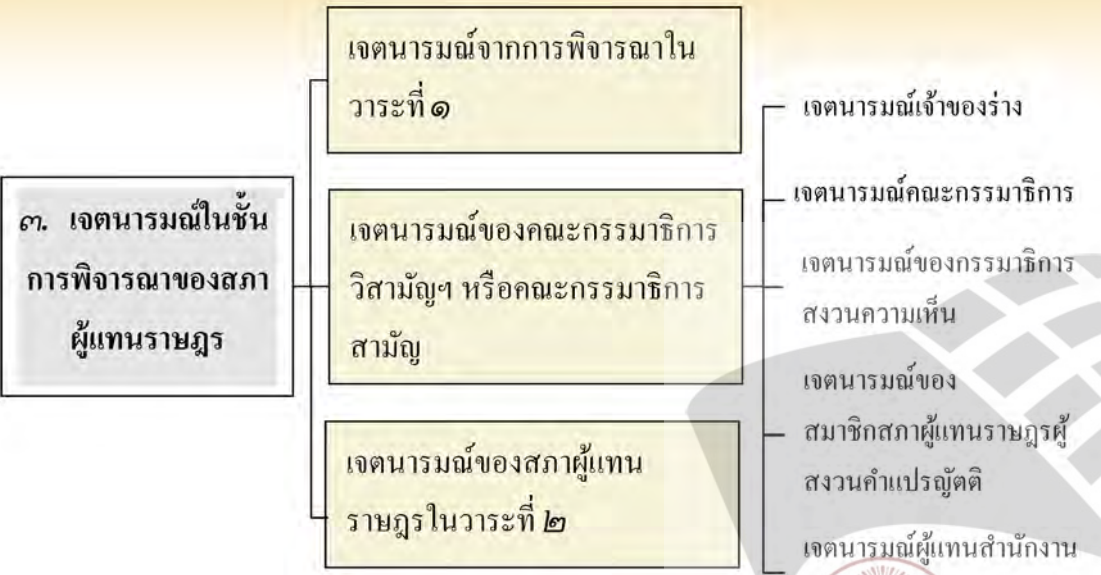 ๓. เจตนารมณ์ในชั้น
การพิจารณาของสภา
ผู้แทนราษฎร
เจตนารมณ์จากการพิจารณาใน
วาระที่ ๑
เจตนารมณ์ของคณะกรรมาธิการ
วิสามัญฯ หรือคณะกรรมาธิการ
สามัญ
เจตนารมณ์ของสภาผู้แทน
ราษฎรในวาระที่ ๒
เจตนารมณ์เจ้าของร่าง
เจตนารมณ์คณะกรรมาธิการ
เจตนารมณ์ของกรรมาธิการ
สงวนความเห็น
เจตนารมณ์ของ
สมาชิกสภาผู้แทนราษฎรผู้
สงวนคำแปรญัตติ
เจตนารมณ์ผู้แทนสำนักงาน